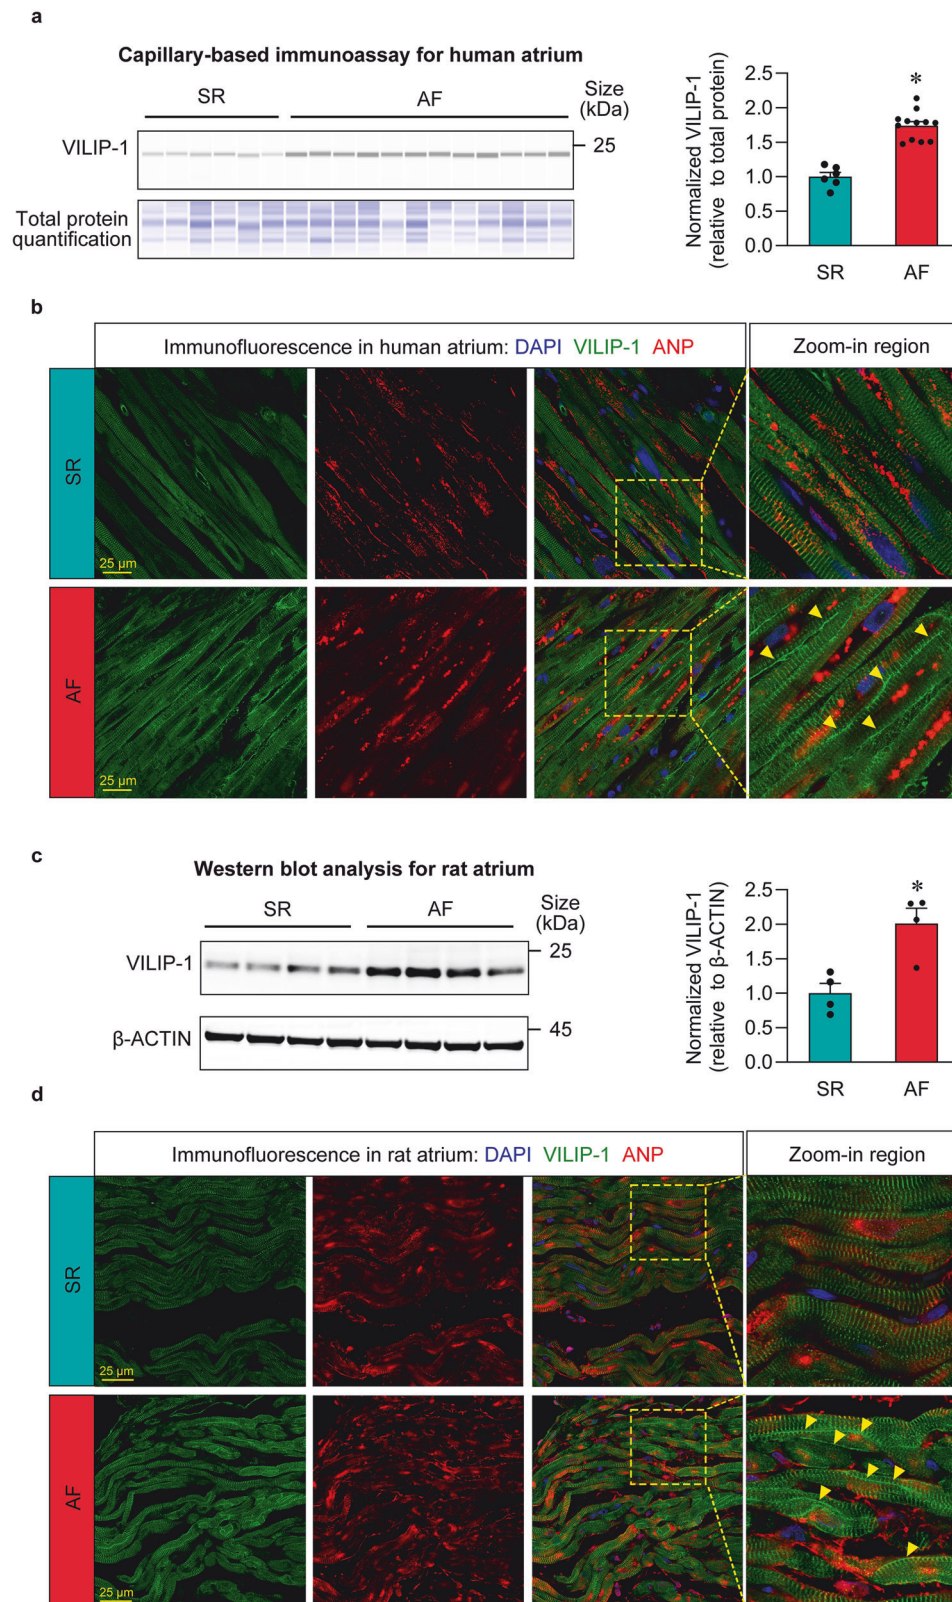 a
Capillary-based immunoassay for human atrium
SR
AF
Size
(kDa)
VILIP-1
25
Total protein
quantification
Normalized VILIP-1
(relative to total protein)
2.5
2.0
1.5
1.0
0.5
0.0
*
SR
AF
b
Immunofluorescence in human atrium: DAPI VILIP-1 ANP
Zoom-in region
SR
25 µm
AF
25 µm
c
Western blot analysis for rat atrium
SR
AF
Size
(kDa)
VILIP-1
25
β-ACTIN
45
Normalized VILIP-1
(relative to β-ACTIN)
2.5
2.0
1.5
1.0
0.5
0.0
*
SR
AF
d
Immunofluorescence in rat atrium: DAPI VILIP-1 ANP
Zoom-in region
SR
25 µm
AF
25 µm